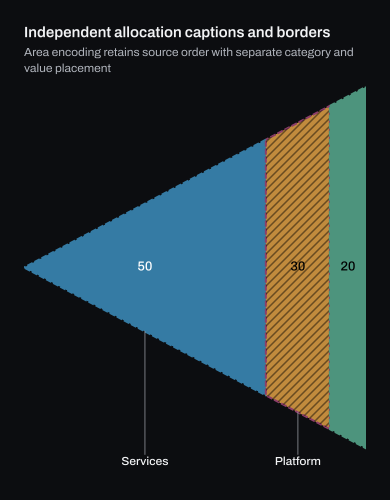 Independent allocation captions and borders
Area encoding retains source order with separate category and
value placement
50
30
20
Services
Platform